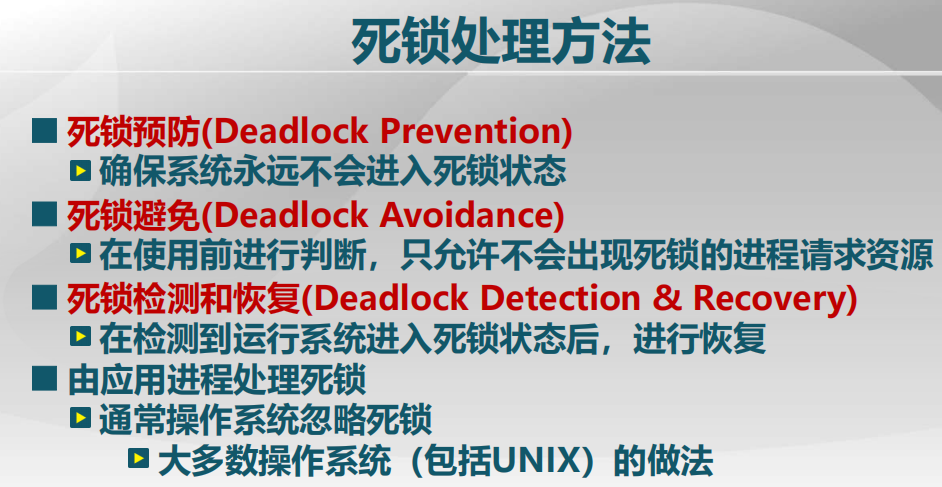 死锁处理方法
死锁预防(Deadlock Prevention)
确保系统永远不会进入死锁状态
死锁避免(Deadlock Avoidance)
在使用前进行判断，只允许不会出现死锁的进程请求资源
死锁检测和恢复(Deadlock Detection & Recovery)
在检测到运行系统进入死锁状态后，进行恢复
由应用进程处理死锁
通常操作系统忽略死锁
大多数操作系统（包括UNIX）的做法